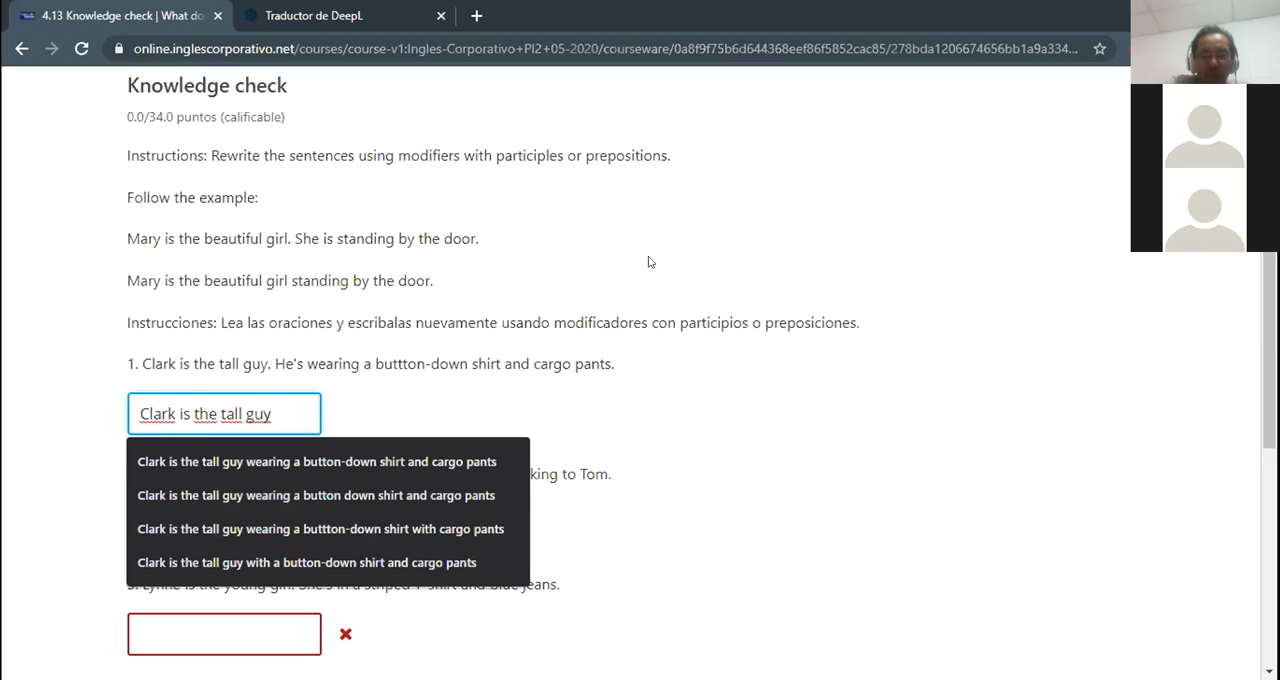 4.13 Knowledge check | What do
Traductor de DeepL
online.inglescorporativo.net/courses/course-v1:Ingles-Corporativo+PI2+05-2020/courseware/0a8f9f75b6d644368eef86f5852cac85/278bda1206674656bb1a9a334...
Knowledge check
0.0/34.0 puntos (calificable)
Instructions: Rewrite the sentences using modifiers with participles or prepositions.
Follow the example:
Mary is the beautiful girl. She is standing by the door.
Mary is the beautiful girl standing by the door.
Instrucciones: Lea las oraciones y escribalas nuevamente usando modificadores con participios o preposiciones.
1. Clark is the tall guy. He's wearing a buttton-down shirt and cargo pants.
Clark is the tall guy
Clark is the tall guy wearing a button-down shirt and cargo pants
king to Tom.
Clark is the tall guy wearing a button down shirt and cargo pants
Clark is the tall guy wearing a buttton-down shirt with cargo pants
Clark is the tall guy with a button-down shirt and cargo pants
3. Lynne is the young girl. She's in a striped T-shirt and blue jeans.